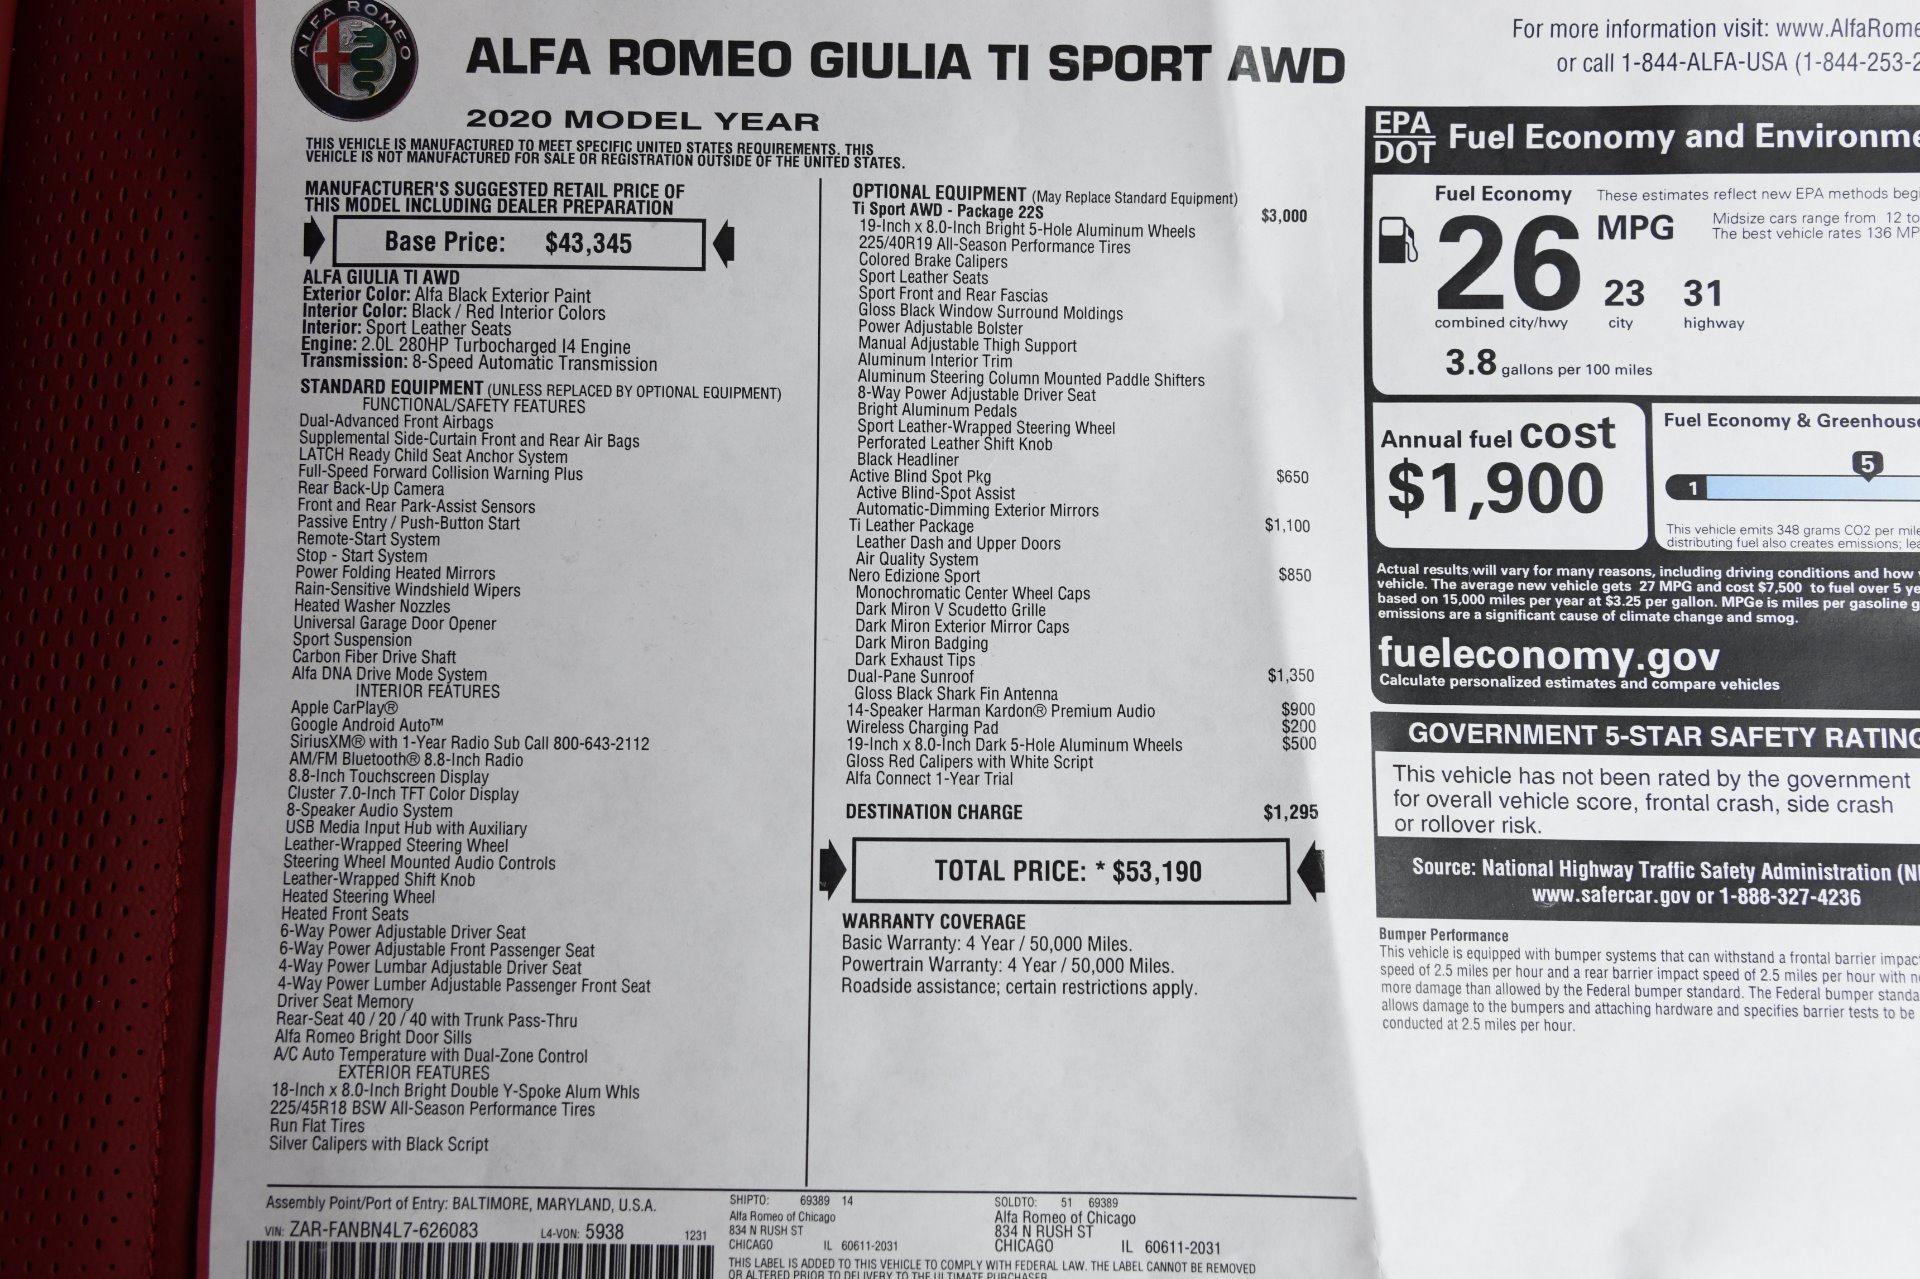 ALFA ROMEO
ALFA ROMEO GIULIA TI SPORT AWD
2020 MODEL YEAR
THIS VEHICLE IS MANUFACTURED TO MEET SPECIFIC UNITED STATES REQUIREMENTS. THIS
VEHICLE IS NOT MANUFACTURED FOR SALE OR REGISTRATION OUTSIDE OF THE UNITED STATES.
MANUFACTURER'S SUGGESTED RETAIL PRICE OF
THIS MODEL INCLUDING DEALER PREPARATION
Base Price: $43,345
ALFA GIULIA TI AWD
Exterior Color: Alfa Black Exterior Paint
Interior Color: Black / Red Interior Colors
Interior: Sport Leather Seats
Engine: 2.0L 280HP Turbocharged I4 Engine
Transmission: 8-Speed Automatic Transmission
STANDARD EQUIPMENT (UNLESS REPLACED BY OPTIONAL EQUIPMENT)
FUNCTIONAL/SAFETY FEATURES
Dual-Advanced Front Airbags
Supplemental Side-Curtain Front and Rear Air Bags
LATCH Ready Child Seat Anchor System
Full-Speed Forward Collision Warning Plus
Rear Back-Up Camera
Front and Rear Park-Assist Sensors
Passive Entry / Push-Button Start
Remote-Start System
Stop - Start System
Power Folding Heated Mirrors
Rain-Sensitive Windshield Wipers
Heated Washer Nozzles
Universal Garage Door Opener
Sport Suspension
Carbon Fiber Drive Shaft
Alfa DNA Drive Mode System
INTERIOR FEATURES
Apple CarPlay®
Google Android Auto™
SiriusXM® with 1-Year Radio Sub Call 800-643-2112
AM/FM Bluetooth® 8.8-Inch Radio
8.8-Inch Touchscreen Display
Cluster 7.0-Inch TFT Color Display
8-Speaker Audio System
USB Media Input Hub with Auxiliary
Leather-Wrapped Steering Wheel
Steering Wheel Mounted Audio Controls
Leather-Wrapped Shift Knob
Heated Steering Wheel
Heated Front Seats
6-Way Power Adjustable Driver Seat
6-Way Power Adjustable Front Passenger Seat
4-Way Power Lumbar Adjustable Driver Seat
4-Way Power Lumber Adjustable Passenger Front Seat
Driver Seat Memory
Rear-Seat 40 / 20 / 40 with Trunk Pass-Thru
Alfa Romeo Bright Door Sills
A/C Auto Temperature with Dual-Zone Control
EXTERIOR FEATURES
18-Inch x 8.0-Inch Bright Double Y-Spoke Alum Whls
225/45R18 BSW All-Season Performance Tires
Run Flat Tires
Silver Calipers with Black Script
OPTIONAL EQUIPMENT (May Replace Standard Equipment)
Ti Sport AWD - Package 22S $3,000
19-Inch x 8.0-Inch Bright 5-Hole Aluminum Wheels
225/40R19 All-Season Performance Tires
Colored Brake Calipers
Sport Leather Seats
Sport Front and Rear Fascias
Gloss Black Window Surround Moldings
Power Adjustable Bolster
Manual Adjustable Thigh Support
Aluminum Interior Trim
Aluminum Steering Column Mounted Paddle Shifters
8-Way Power Adjustable Driver Seat
Bright Aluminum Pedals
Sport Leather-Wrapped Steering Wheel
Perforated Leather Shift Knob
Black Headliner
Active Blind Spot Pkg $650
Active Blind-Spot Assist
Automatic-Dimming Exterior Mirrors
Ti Leather Package $1,100
Leather Dash and Upper Doors
Air Quality System
Nero Edizione Sport $850
Monochromatic Center Wheel Caps
Dark Miron V Scudetto Grille
Dark Miron Exterior Mirror Caps
Dark Miron Badging
Dark Exhaust Tips
Dual-Pane Sunroof $1,350
Gloss Black Shark Fin Antenna
14-Speaker Harman Kardon® Premium Audio $900
Wireless Charging Pad $200
19-Inch x 8.0-Inch Dark 5-Hole Aluminum Wheels $500
Gloss Red Calipers with White Script
Alfa Connect 1-Year Trial
DESTINATION CHARGE $1,295
TOTAL PRICE: * $53,190
WARRANTY COVERAGE
Basic Warranty: 4 Year / 50,000 Miles.
Powertrain Warranty: 4 Year / 50,000 Miles.
Roadside assistance; certain restrictions apply.
For more information visit: www.AlfaRome
or call 1-844-ALFA-USA (1-844-253-2
EPA
DOT
Fuel Economy and Environme
Fuel Economy
These estimates reflect new EPA methods begi
26 MPG
Midsize cars range from 12 to
The best vehicle rates 136 MP
23 31
combined city/hwy city highway
3.8 gallons per 100 miles
Annual fuel cost
$1,900
Fuel Economy & Greenhouse
5
1
This vehicle emits 348 grams CO2 per mile
distributing fuel also creates emissions; lea
Actual results will vary for many reasons, including driving conditions and how
vehicle. The average new vehicle gets 27 MPG and cost $7,500 to fuel over 5 ye
based on 15,000 miles per year at $3.25 per gallon. MPGe is miles per gasoline g
emissions are a significant cause of climate change and smog.
fueleconomy.gov
Calculate personalized estimates and compare vehicles
GOVERNMENT 5-STAR SAFETY RATING
This vehicle has not been rated by the government
for overall vehicle score, frontal crash, side crash
or rollover risk.
Source: National Highway Traffic Safety Administration (NH
www.safercar.gov or 1-888-327-4236
Bumper Performance
This vehicle is equipped with bumper systems that can withstand a frontal barrier impac
speed of 2.5 miles per hour and a rear barrier impact speed of 2.5 miles per hour with n
more damage than allowed by the Federal bumper standard. The Federal bumper standa
allows damage to the bumpers and attaching hardware and specifies barrier tests to be
conducted at 2.5 miles per hour.
Assembly Point/Port of Entry: BALTIMORE, MARYLAND, U.S.A.
VIN: ZAR-FANBN4L7-626083 L4-VON: 5938 1231
SHIPTO: 69389 14
Alfa Romeo of Chicago
834 N RUSH ST
CHICAGO IL 60611-2031
SOLDTO: 51 69389
Alfa Romeo of Chicago
834 N RUSH ST
CHICAGO IL 60611-2031
THIS LABEL IS ADDED TO THIS VEHICLE TO COMPLY WITH FEDERAL LAW. THE LABEL CANNOT BE REMOVED
OR ALTERED PRIOR TO DELIVERY TO THE ULTIMATE PURCHASER